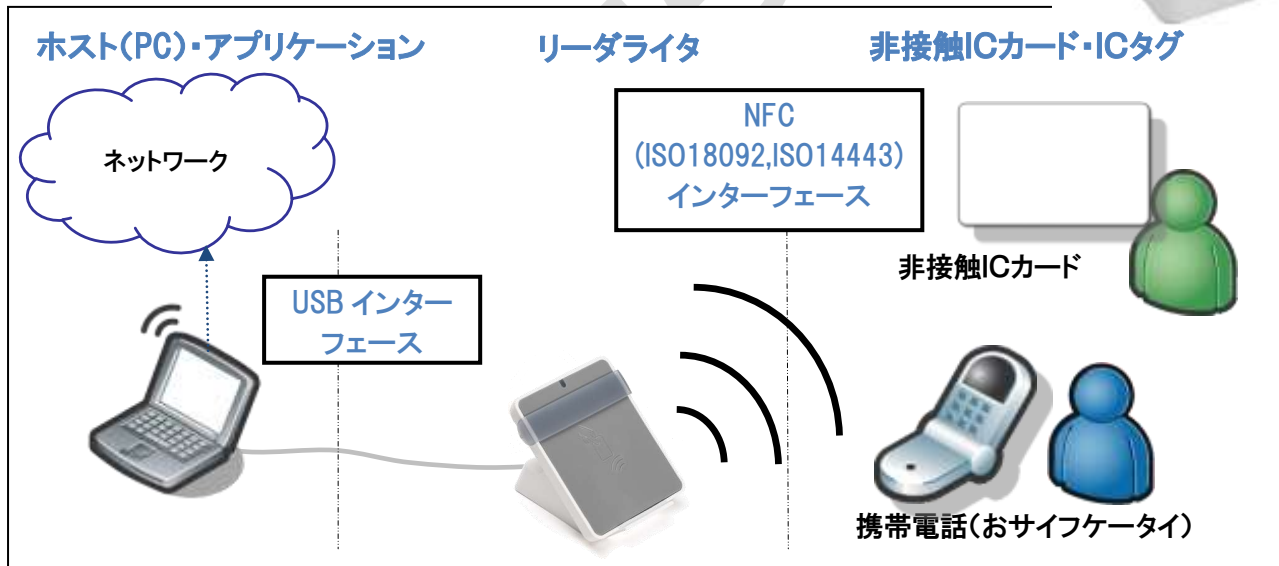 ホスト(PC)・アプリケーション
リーダライタ
非接触ICカード・ICタグ
NFC
(ISO18092,ISO14443)
インターフェース
ネットワーク
非接触ICカード
USB インター
フェース
携帯電話(おサイフケータイ)